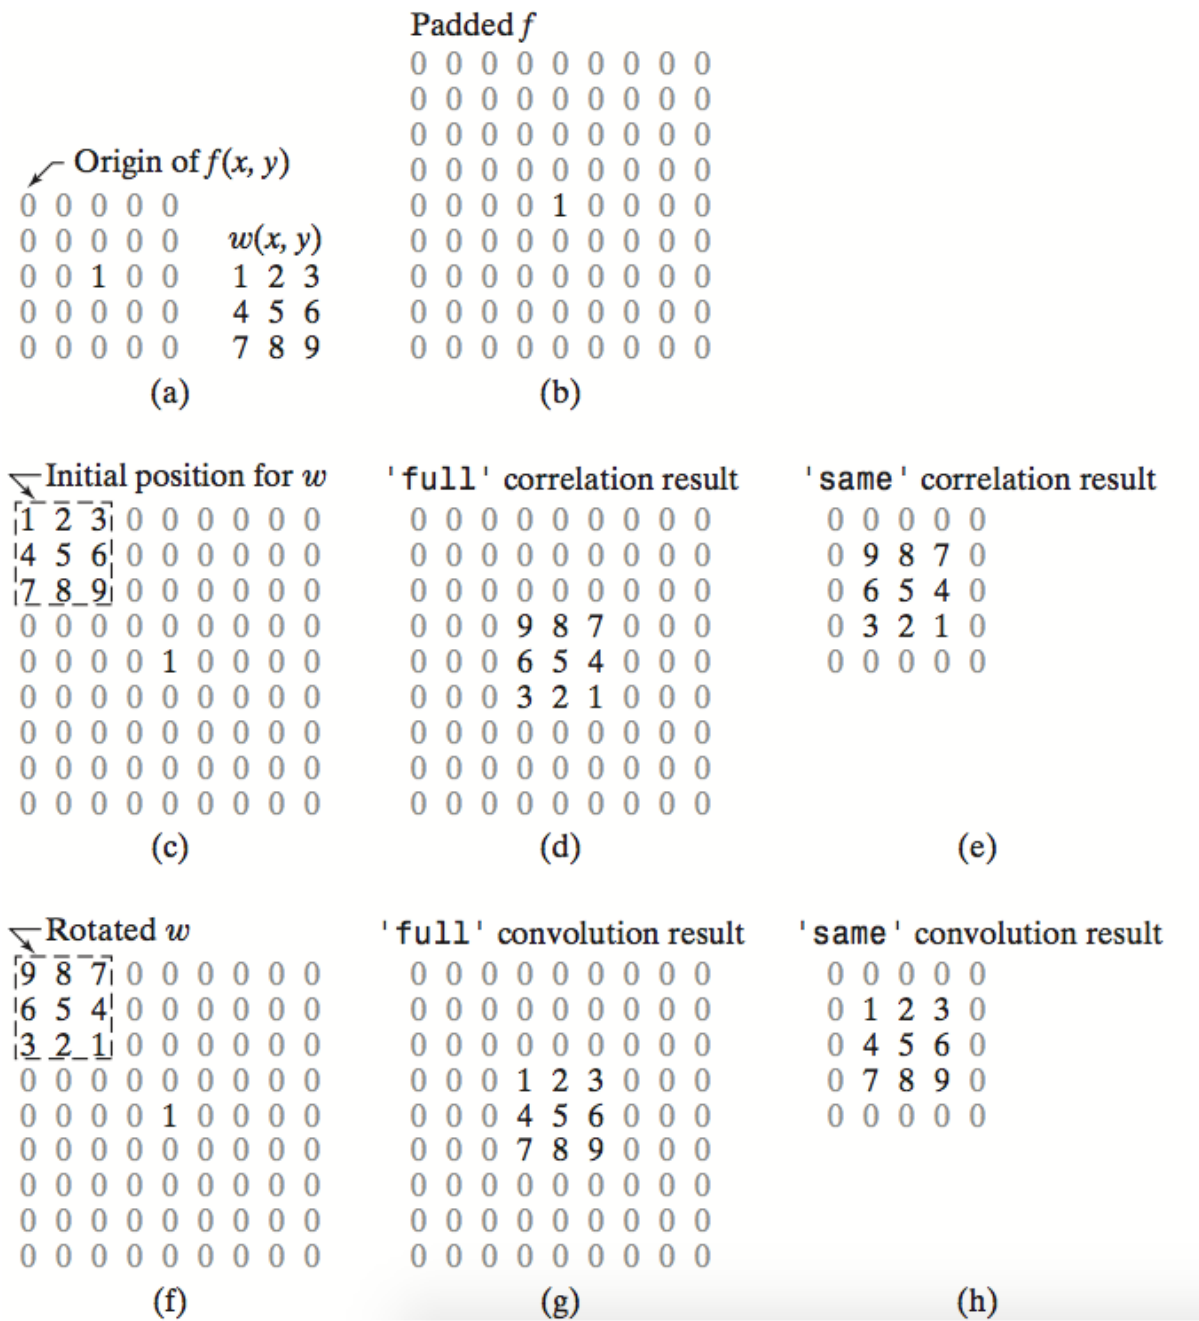 Padded f
0 0 0 0 0 0 0 0 0
0 0 0 0 0 0 0 0 0
0 0 0 0 0 0 0 0 0
0 0 0 0 0 0 0 0 0
0 0 0 0 1 0 0 0 0
0 0 0 0 0 0 0 0 0
0 0 0 0 0 0 0 0 0
0 0 0 0 0 0 0 0 0
0 0 0 0 0 0 0 0 0
Origin of f(x, y)
0 0 0 0 0
0 0 0 0 0
0 0 1 0 0
0 0 0 0 0
0 0 0 0 0
w(x, y)
1 2 3
4 5 6
7 8 9
(a)
(b)
Initial position for w
1 2 3 0 0 0 0 0 0
4 5 6 0 0 0 0 0 0
7 8 9 0 0 0 0 0 0
0 0 0 0 0 0 0 0 0
0 0 0 0 1 0 0 0 0
0 0 0 0 0 0 0 0 0
0 0 0 0 0 0 0 0 0
0 0 0 0 0 0 0 0 0
0 0 0 0 0 0 0 0 0
(c)
'full' correlation result
0 0 0 0 0 0 0 0 0
0 0 0 0 0 0 0 0 0
0 0 0 0 0 0 0 0 0
0 0 0 9 8 7 0 0 0
0 0 0 6 5 4 0 0 0
0 0 0 3 2 1 0 0 0
0 0 0 0 0 0 0 0 0
0 0 0 0 0 0 0 0 0
0 0 0 0 0 0 0 0 0
(d)
'same' correlation result
0 0 0 0 0
0 9 8 7 0
0 6 5 4 0
0 3 2 1 0
0 0 0 0 0
(e)
Rotated w
9 8 7 0 0 0 0 0 0
6 5 4 0 0 0 0 0 0
3 2 1 0 0 0 0 0 0
0 0 0 0 0 0 0 0 0
0 0 0 0 1 0 0 0 0
0 0 0 0 0 0 0 0 0
0 0 0 0 0 0 0 0 0
0 0 0 0 0 0 0 0 0
0 0 0 0 0 0 0 0 0
(f)
'full' convolution result
0 0 0 0 0 0 0 0 0
0 0 0 0 0 0 0 0 0
0 0 0 0 0 0 0 0 0
0 0 0 1 2 3 0 0 0
0 0 0 4 5 6 0 0 0
0 0 0 7 8 9 0 0 0
0 0 0 0 0 0 0 0 0
0 0 0 0 0 0 0 0 0
0 0 0 0 0 0 0 0 0
(g)
'same' convolution result
0 0 0 0 0
0 1 2 3 0
0 4 5 6 0
0 7 8 9 0
0 0 0 0 0
(h)